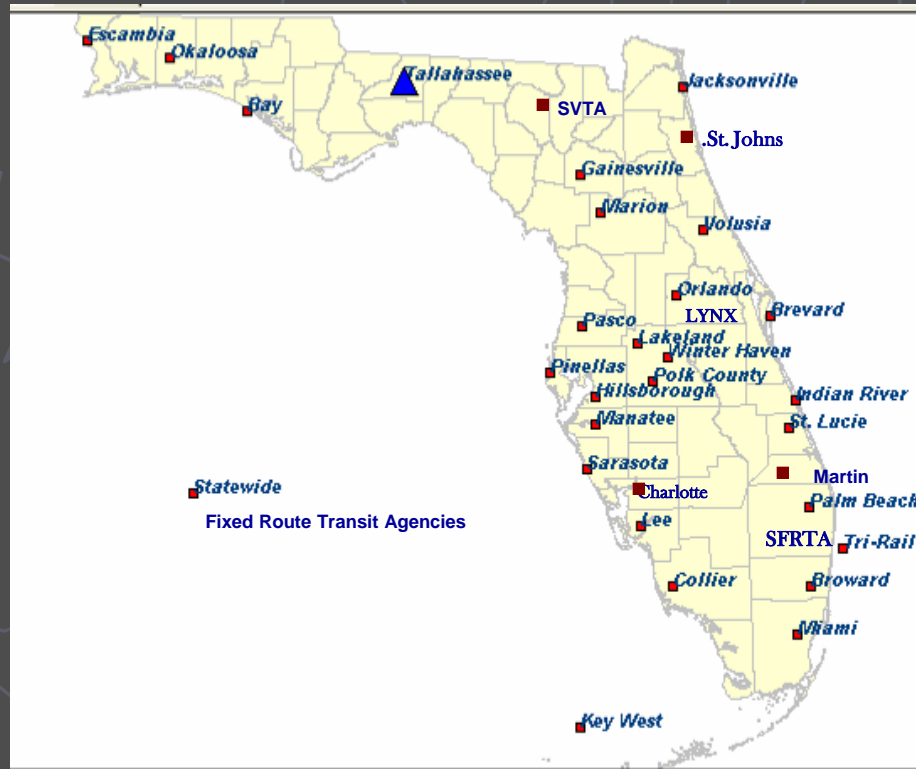 Escambia
Okaloosa
Tallahassee
Jacksonville
Bay
SVTA
.St. Johns
Gainesville
Marion
Volusia
Orlando
Brevard
LYNX
Pasco
Lakeland
Winter Haven
Pinellas
Polk County
Hillsborough
Indian River
Manatee
St. Lucie
Sarasota
Martin
Statewide
Charlotte
Palm Beach
Fixed Route Transit Agencies
Lee
SFRTA
Tri-Rail
Collier
Broward
Miami
Key West